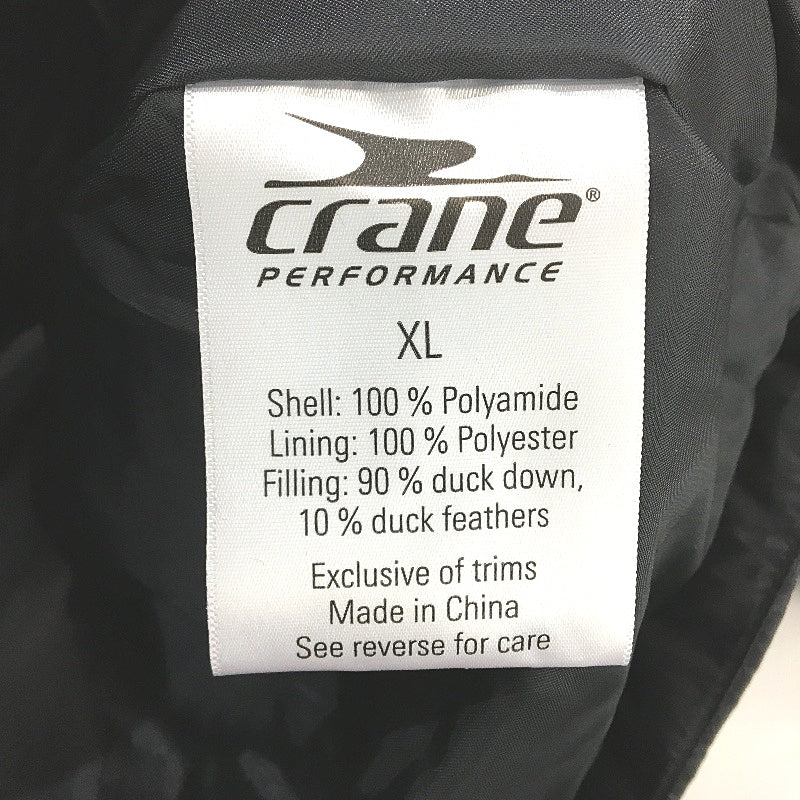 crane®
PERFORMANCE
XL
Shell: 100 % Polyamide
Lining: 100 % Polyester
Filling: 90 % duck down,
10 % duck feathers
Exclusive of trims
Made in China
See reverse for care